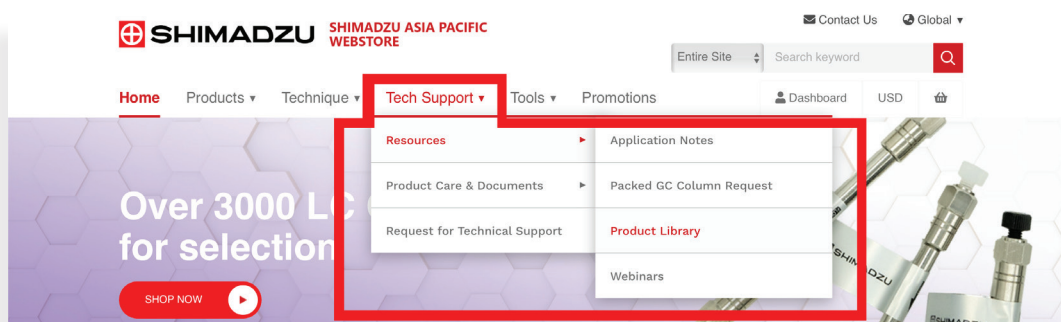 Contact Us Global ▾
SHIMADZU SHIMADZU ASIA PACIFIC
WEBSTORE
Entire Site Search keyword
Home Products ▾ Technique ▾ Tech Support ▾ Tools ▾ Promotions Dashboard USD
Resources ▸ Application Notes
Product Care & Documents ▸ Packed GC Column Request
Request for Technical Support Product Library
Webinars
Over 3000 LC
for selection
SHOP NOW
SHIMADZU